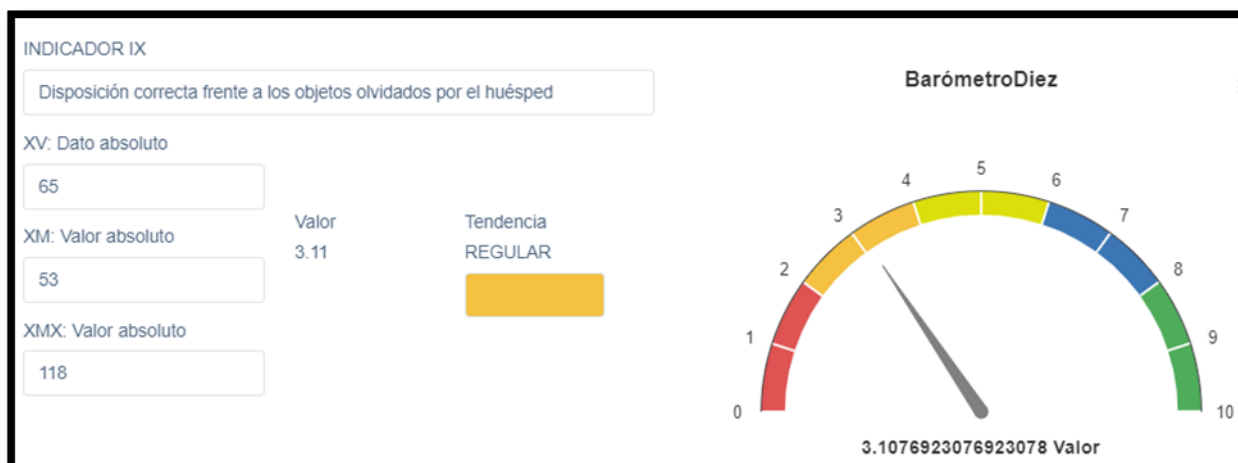 INDICADOR IX
Disposición correcta frente a los objetos olvidados por el huésped
XV: Dato absoluto
65
XM: Valor absoluto
53
XMX: Valor absoluto
118
Valor
3.11
Tendencia
REGULAR
BarómetroDiez
0
1
2
3
4
5
6
7
8
9
10
3.1076923076923078 Valor